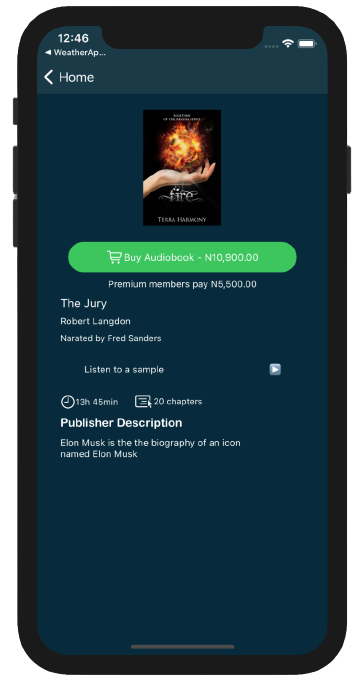 12:46
◀ WeatherAp...
Home
BOOK THREE
OF THE AKASHA SERIES
fire
TERRA HARMONY
Buy Audiobook - N10,900.00
Premium members pay N5,500.00
The Jury
Robert Langdon
Narated by Fred Sanders
Listen to a sample
13h 45min
20 chapters
Publisher Description
Elon Musk is the the biography of an icon
named Elon Musk